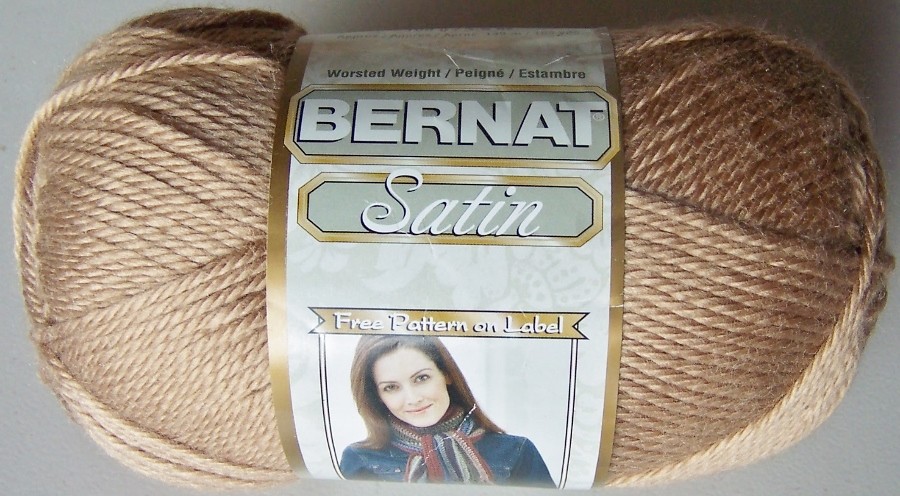 Worsted Weight / Peigné / Estambre
BERNAT®
Satin
Free Pattern on Label